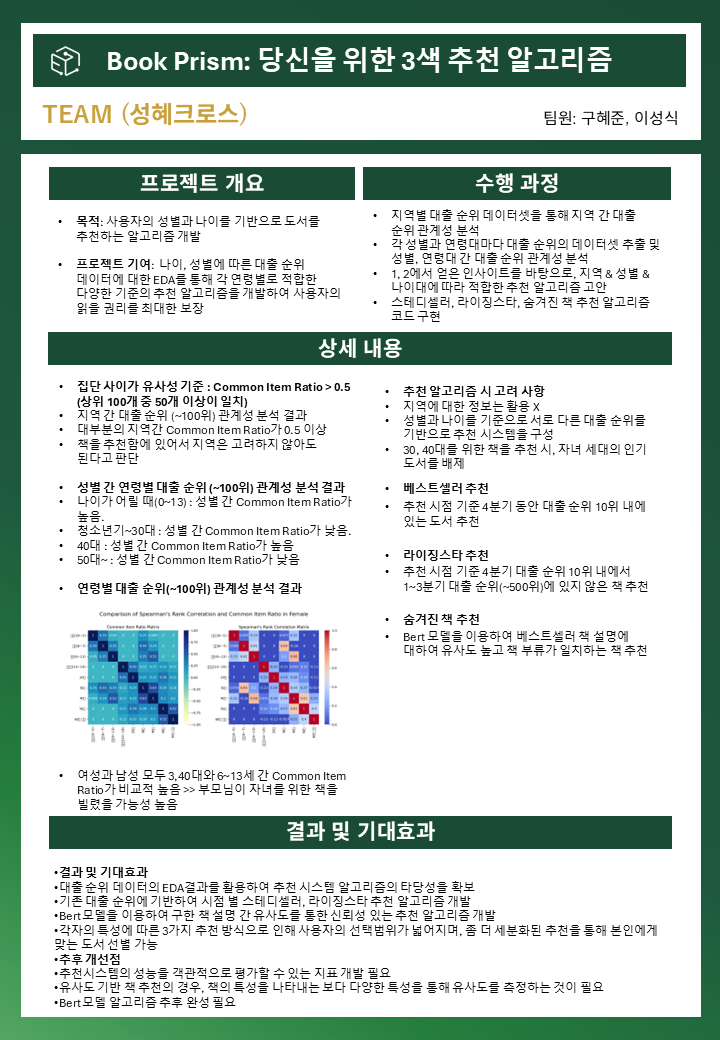 Book Prism: 당신을 위한 3색 추천 알고리즘
TEAM (성혜크로스)
팀원: 구혜준, 이성식
프로젝트 개요
• 목적: 사용자의 성별과 나이를 기반으로 도서를
추천하는 알고리즘 개발
• 프로젝트 기여: 나이, 성별에 따른 대출 순위
데이터에 대한 EDA를 통해 각 연령별로 적합한
다양한 기준의 추천 알고리즘을 개발하여 사용자의
읽을 권리를 최대한 보장
수행 과정
• 지역별 대출 순위 데이터셋을 통해 지역 간 대출
순위 관계성 분석
• 각 성별과 연령대마다 대출 순위의 데이터셋 추출 및
성별, 연령대 간 대출 순위 관계성 분석
• 1, 2에서 얻은 인사이트를 바탕으로, 지역 & 성별 &
나이대에 따라 적합한 추천 알고리즘 고안
• 스테디셀러, 라이징스타, 숨겨진 책 추천 알고리즘
코드 구현
상세 내용
• 집단 사이가 유사성 기준 : Common Item Ratio > 0.5
(상위 100개 중 50개 이상이 일치)
• 지역 간 대출 순위 (~100위) 관계성 분석 결과
• 대부분의 지역간 Common Item Ratio가 0.5 이상
• 책을 추천함에 있어서 지역은 고려하지 않아도
된다고 판단
• 성별 간 연령별 대출 순위 (~100위) 관계성 분석 결과
• 나이가 어릴 때(0~13) : 성별 간 Common Item Ratio가
높음.
• 청소년기~30대 : 성별 간 Common Item Ratio가 낮음.
• 40대 : 성별 간 Common Item Ratio가 높음
• 50대~ : 성별 간 Common Item Ratio가 낮음
• 연령별 대출 순위(~100위) 관계성 분석 결과
Comparison of Spearman's Rank Correlation and Common Item Ratio in Female
Common Item Ratio Matrix
Spearman's Rank Correlation Matrix
• 여성과 남성 모두 3,40대와 6~13세 간 Common Item
Ratio가 비교적 높음 >> 부모님이 자녀를 위한 책을
빌렸을 가능성 높음
• 추천 알고리즘 시 고려 사항
• 지역에 대한 정보는 활용 X
• 성별과 나이를 기준으로 서로 다른 대출 순위를
기반으로 추천 시스템을 구성
• 30, 40대를 위한 책을 추천 시, 자녀 세대의 인기
도서를 배제
• 베스트셀러 추천
• 추천 시점 기준 4분기 동안 대출 순위 10위 내에
있는 도서 추천
• 라이징스타 추천
• 추천 시점 기준 4분기 대출 순위 10위 내에서
1~3분기 대출 순위(~500위)에 있지 않은 책 추천
• 숨겨진 책 추천
• Bert 모델을 이용하여 베스트셀러 책 설명에
대하여 유사도 높고 책 부류가 일치하는 책 추천
결과 및 기대효과
•결과 및 기대효과
•대출 순위 데이터의 EDA결과를 활용하여 추천 시스템 알고리즘의 타당성을 확보
•기존 대출 순위에 기반하여 시점 별 스테디셀러, 라이징스타 추천 알고리즘 개발
•Bert모델을 이용하여 구한 책 설명 간 유사도를 통한 신뢰성 있는 추천 알고리즘 개발
•각자의 특성에 따른 3가지 추천 방식으로 인해 사용자의 선택범위가 넓어지며, 좀 더 세분화된 추천을 통해 본인에게
맞는 도서 선별 가능
•추후 개선점
•추천시스템의 성능을 객관적으로 평가할 수 있는 지표 개발 필요
•유사도 기반 책 추천의 경우, 책의 특성을 나타내는 보다 다양한 특성을 통해 유사도를 측정하는 것이 필요
•Bert모델 알고리즘 추후 완성 필요